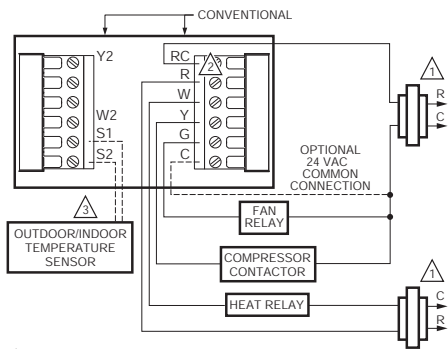 CONVENTIONAL
Y2
W2
S1
S2
RC
R
W
Y
G
C
2
1
R
C
OPTIONAL
24 VAC
COMMON
CONNECTION
3
OUTDOOR/INDOOR
TEMPERATURE
SENSOR
FAN
RELAY
COMPRESSOR
CONTACTOR
HEAT RELAY
1
C
R